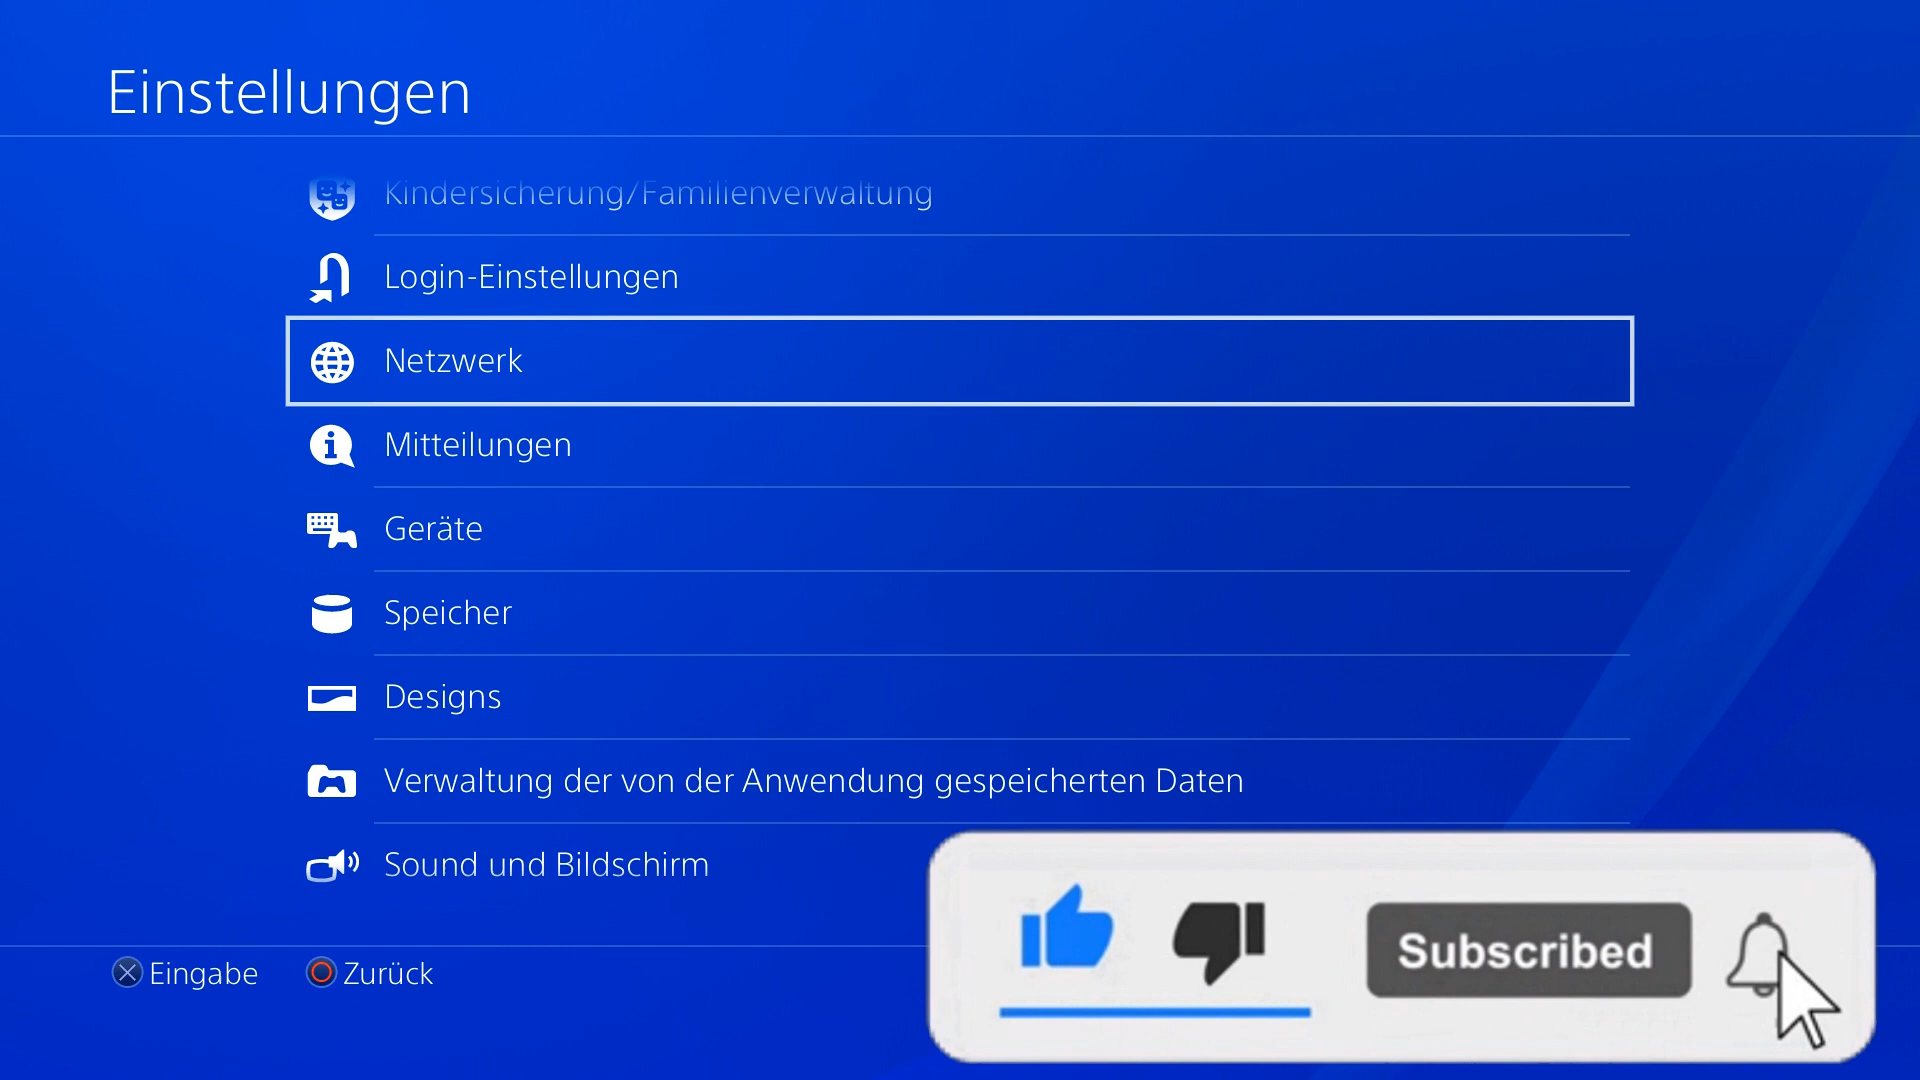 Einstellungen
Kindersicherung/Familienverwaltung
Login-Einstellungen
Netzwerk
Mitteilungen
Geräte
Speicher
Designs
Verwaltung der von der Anwendung gespeicherten Daten
Sound und Bildschirm
Eingabe Zurück
Subscribed